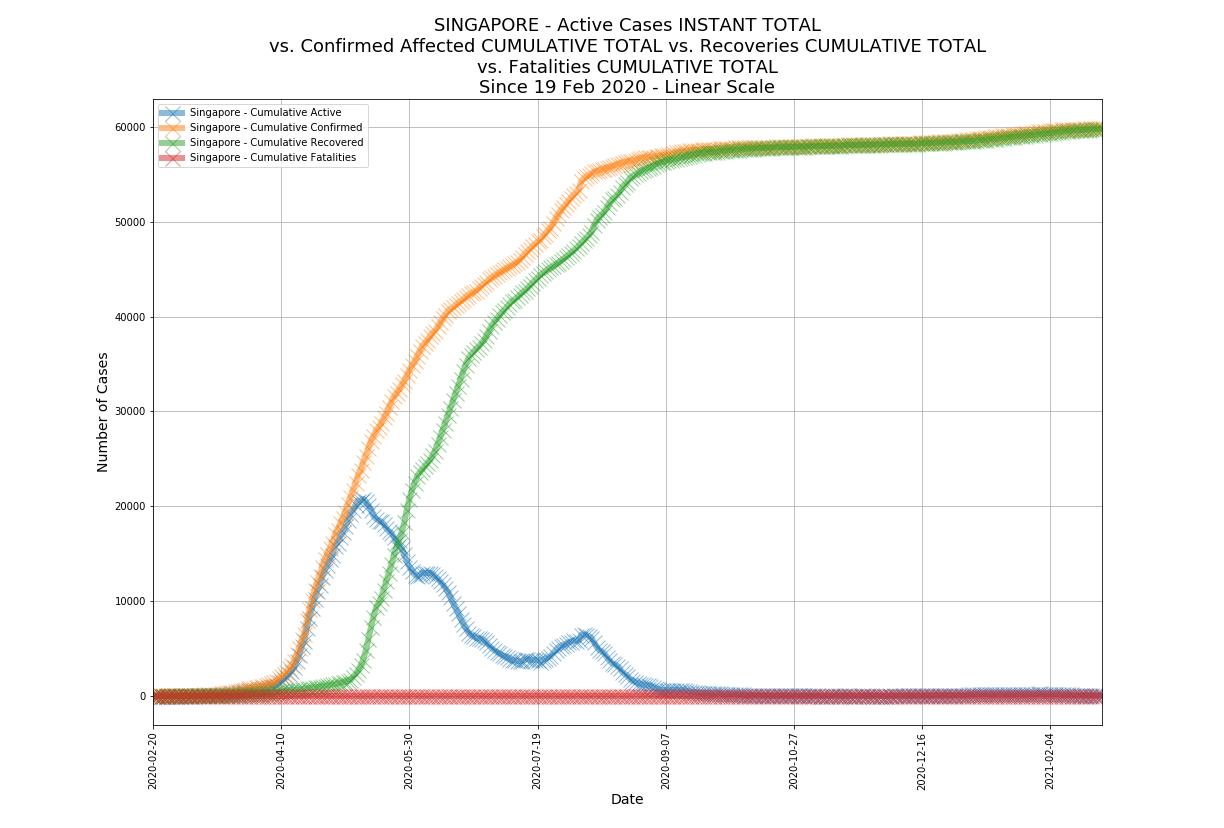 SINGAPORE - Active Cases INSTANT TOTAL
vs. Confirmed Affected CUMULATIVE TOTAL vs. Recoveries CUMULATIVE TOTAL
vs. Fatalities CUMULATIVE TOTAL
Since 19 Feb 2020 - Linear Scale
Singapore - Cumulative Active
Singapore - Cumulative Confirmed
Singapore - Cumulative Recovered
Singapore - Cumulative Fatalities
Number of Cases
60000
50000
40000
30000
20000
10000
0
2020-02-20
2020-04-10
2020-05-30
2020-07-19
2020-09-07
2020-10-27
2020-12-16
2021-02-04
Date